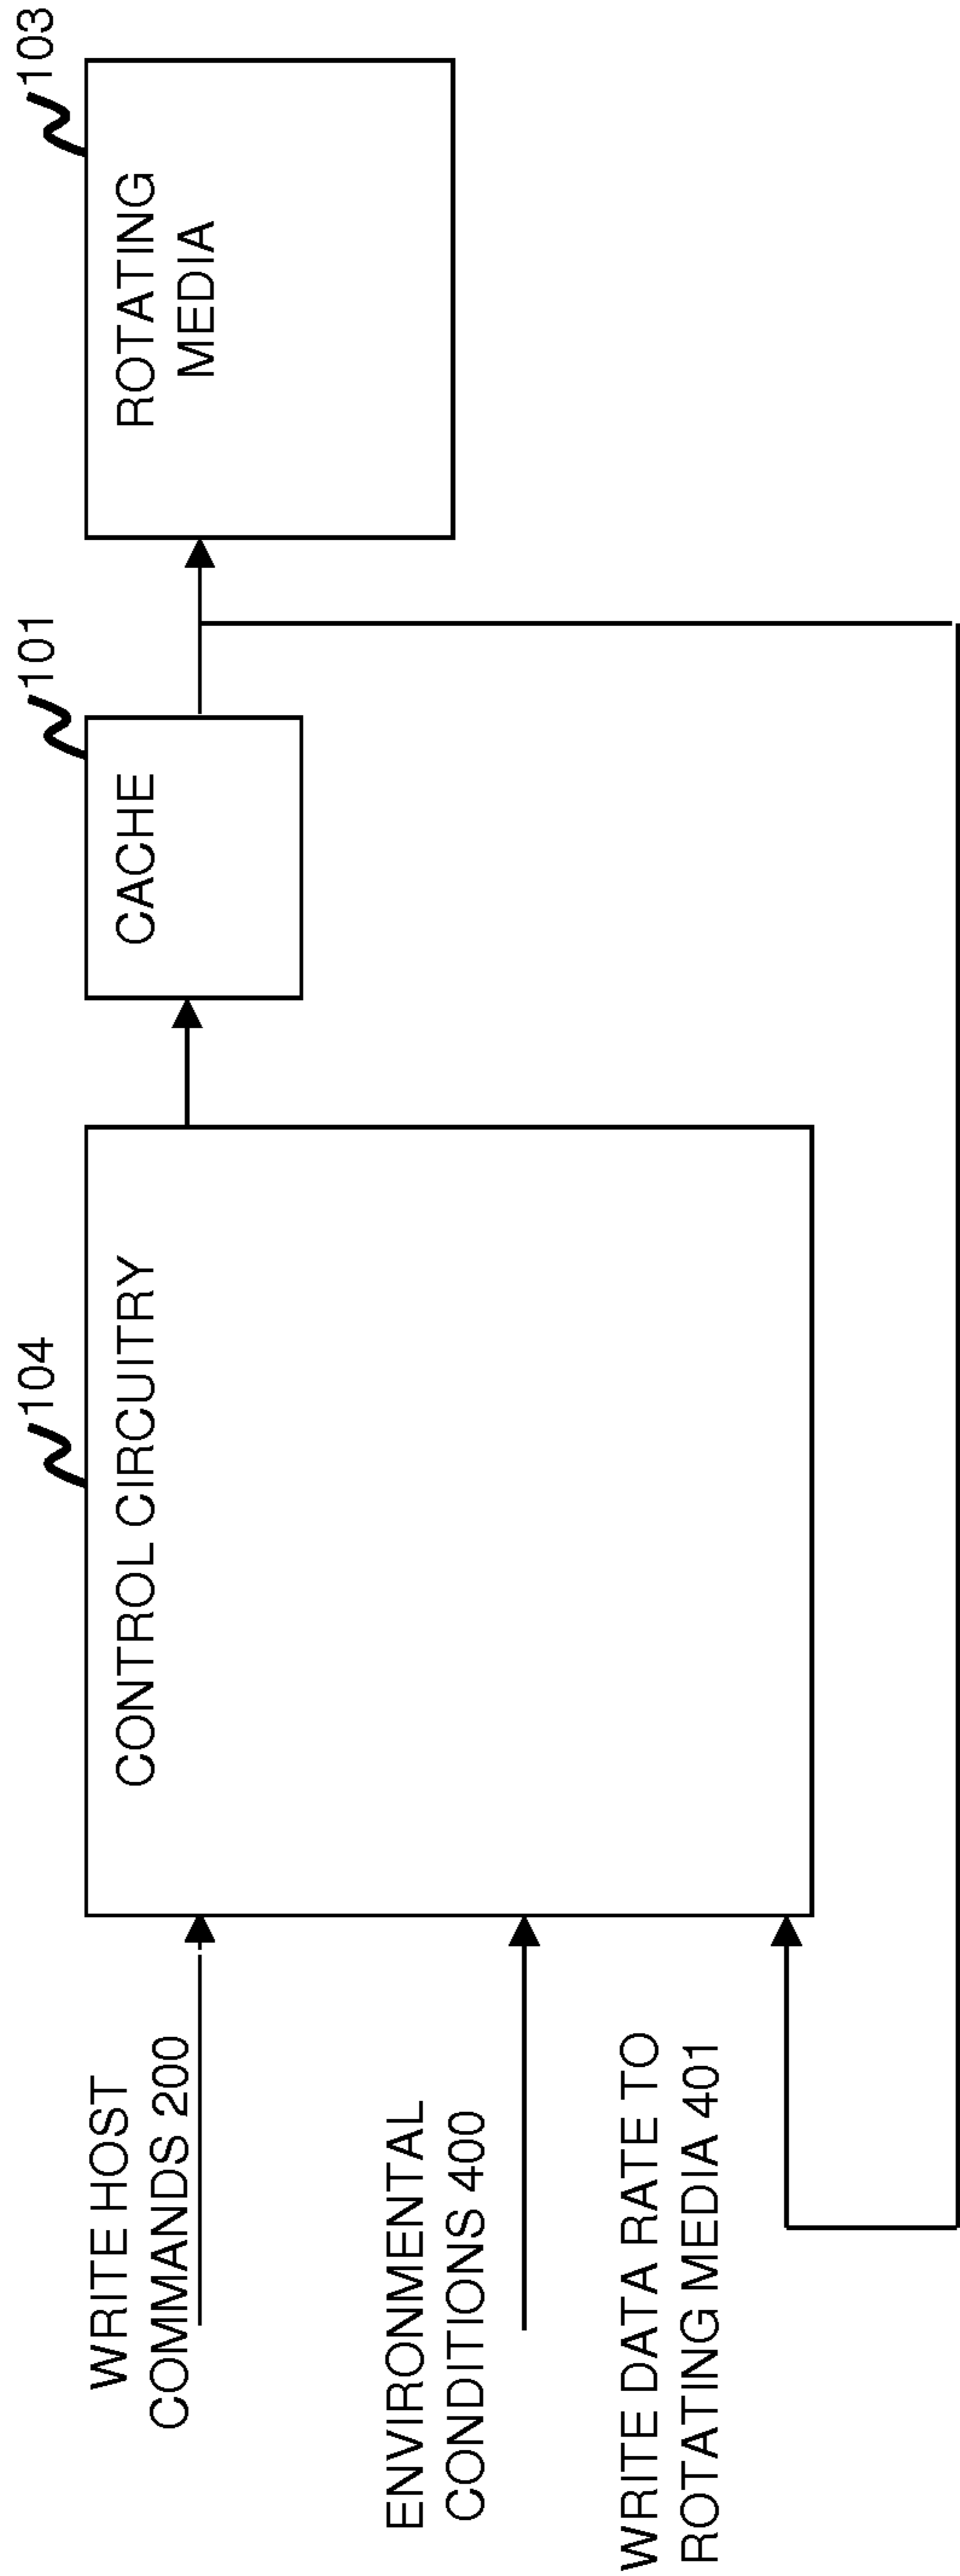 WRITE HOST
COMMANDS 200
ENVIRONMENTAL
CONDITIONS 400
WRITE DATA RATE TO
ROTATING MEDIA 401
104
CONTROL CIRCUITRY
101
CACHE
103
ROTATING
MEDIA